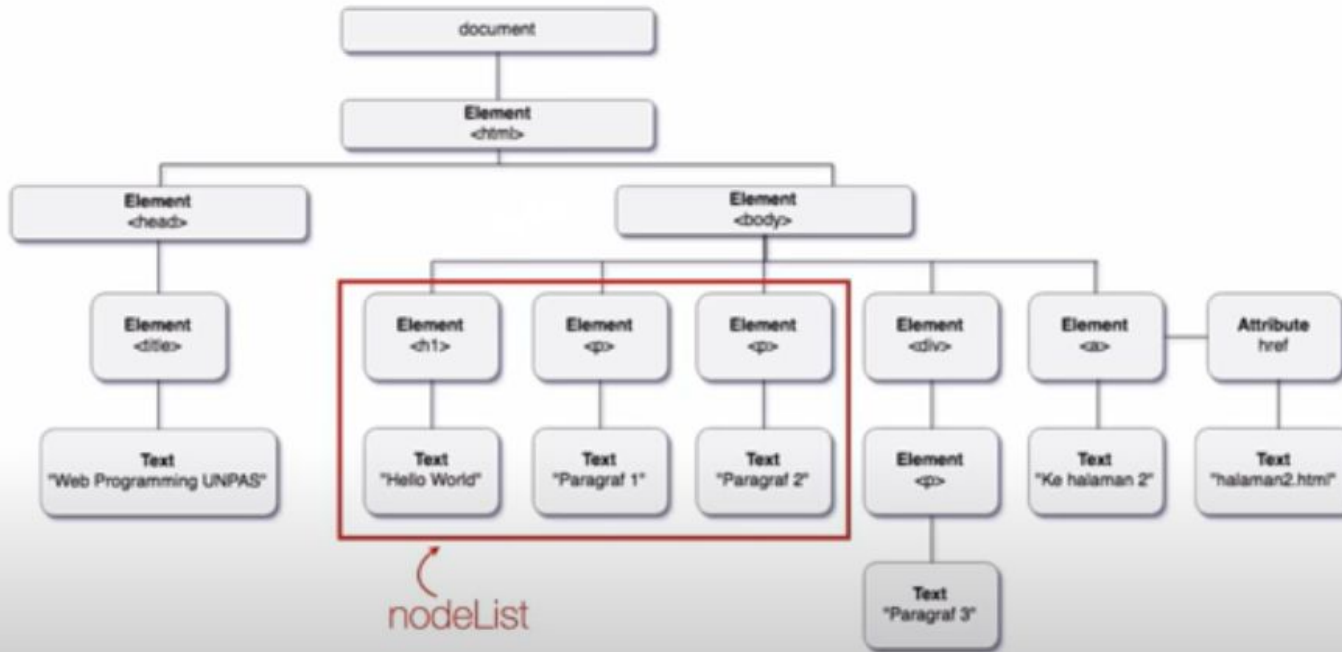 document
Element
<html>
Element
<head>
Element
<body>
Element
<title>
Element
<h1>
Element
<p>
Element
<p>
Element
<div>
Element
<a>
Attribute
href
Text
"Web Programming UNPAS"
Text
"Hello World"
Text
"Paragraf 1"
Text
"Paragraf 2"
Element
<p>
Text
"Ke halaman 2"
Text
"halaman2.html"
Text
"Paragraf 3"
nodeList